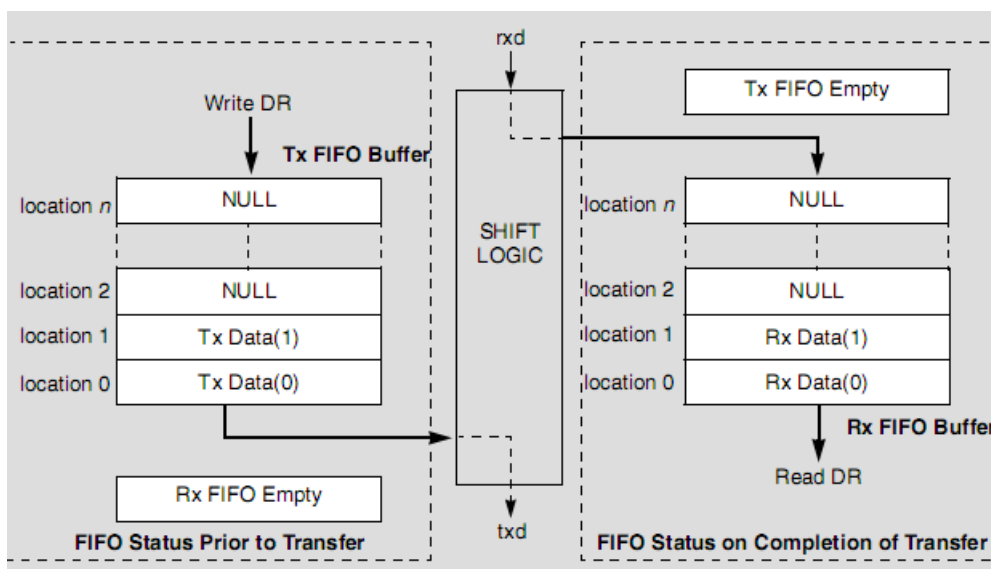 rxd
Write DR
Tx FIFO Buffer
location n
NULL
location 2
NULL
location 1
Tx Data(1)
location 0
Tx Data(0)
Rx FIFO Empty
FIFO Status Prior to Transfer
SHIFT
LOGIC
txd
Tx FIFO Empty
location n
NULL
location 2
NULL
location 1
Rx Data(1)
location 0
Rx Data(0)
Rx FIFO Buffer
Read DR
FIFO Status on Completion of Transfer